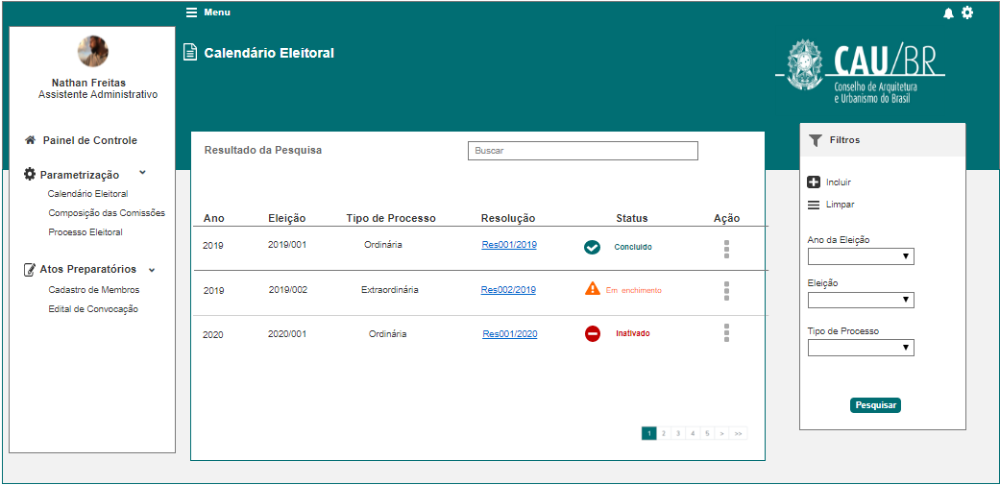 Menu
Calendário Eleitoral
CAU/BR
Conselho de Arquitetura
e Urbanismo do Brasil
Nathan Freitas
Assistente Administrativo
Painel de Controle
Parametrização
Calendário Eleitoral
Composição das Comissões
Processo Eleitoral
Atos Preparatórios
Cadastro de Membros
Edital de Convocação
Resultado da Pesquisa
Buscar
Ano Eleição Tipo de Processo Resolução Status Ação
2019 2019/001 Ordinária Res001/2019 Concluído
2019 2019/002 Extraordinária Res002/2019 Em enchimento
2020 2020/001 Ordinária Res001/2020 Inativado
1 2 3 4 5 > >>
Filtros
Incluir
Limpar
Ano da Eleição
Eleição
Tipo de Processo
Pesquisar